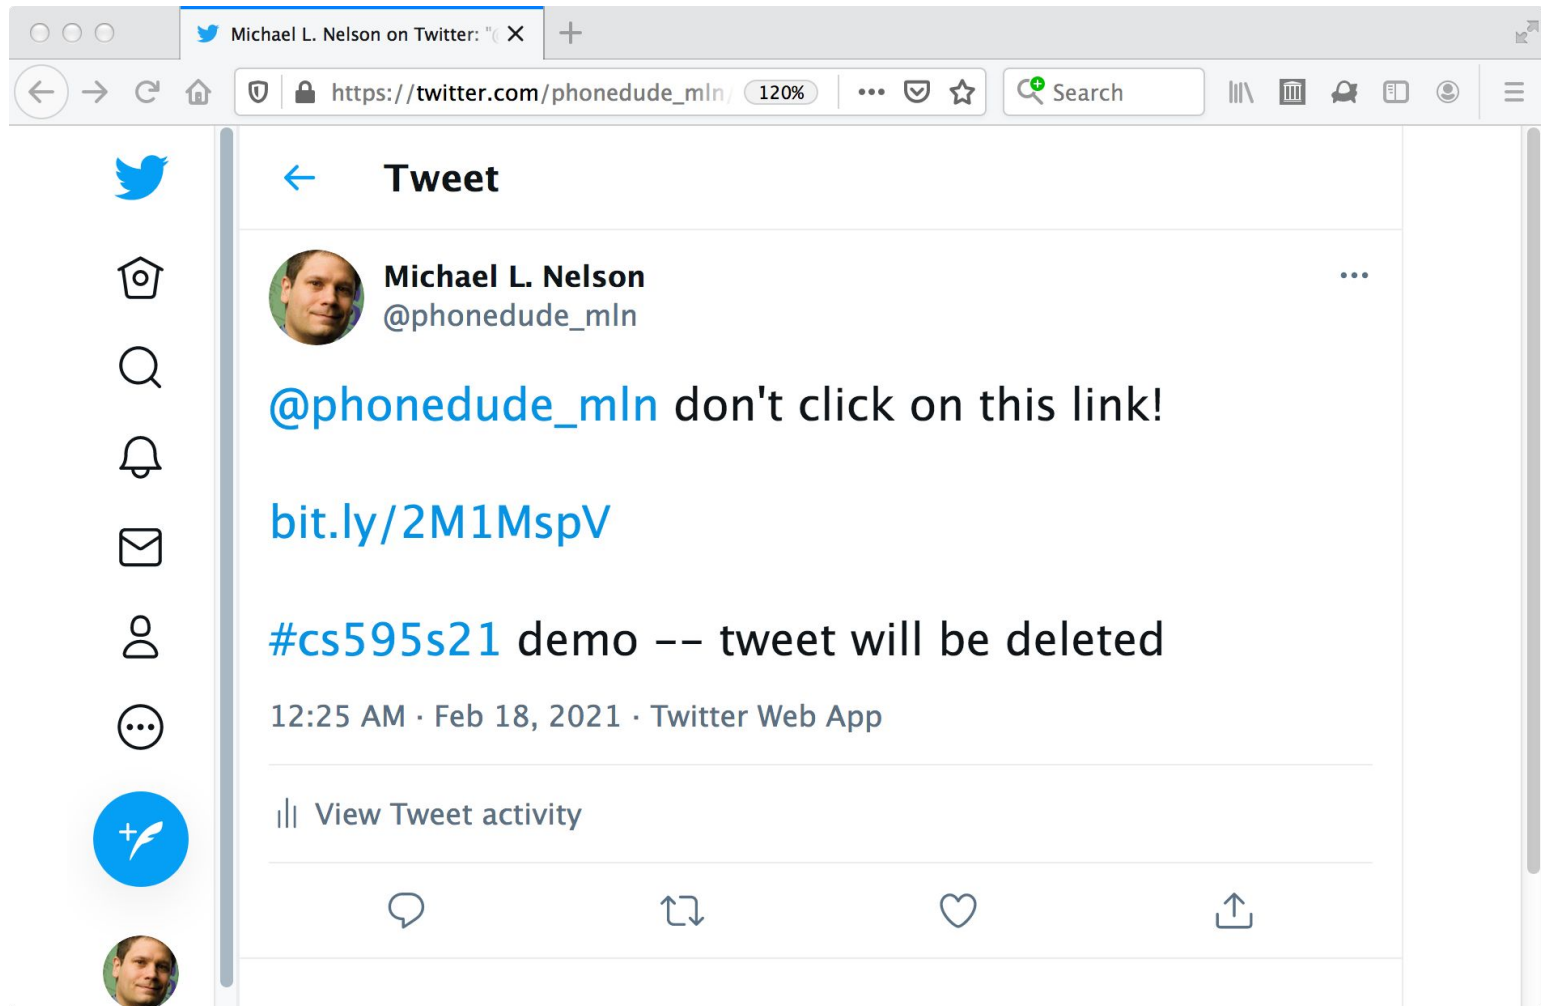 Michael L. Nelson on Twitter: "
https://twitter.com/phonedude_mln/ 120% Search
Tweet
Michael L. Nelson
@phonedude_mln
@phonedude_mln don't click on this link!
bit.ly/2M1MspV
#cs595s21 demo -- tweet will be deleted
12:25 AM · Feb 18, 2021 · Twitter Web App
View Tweet activity